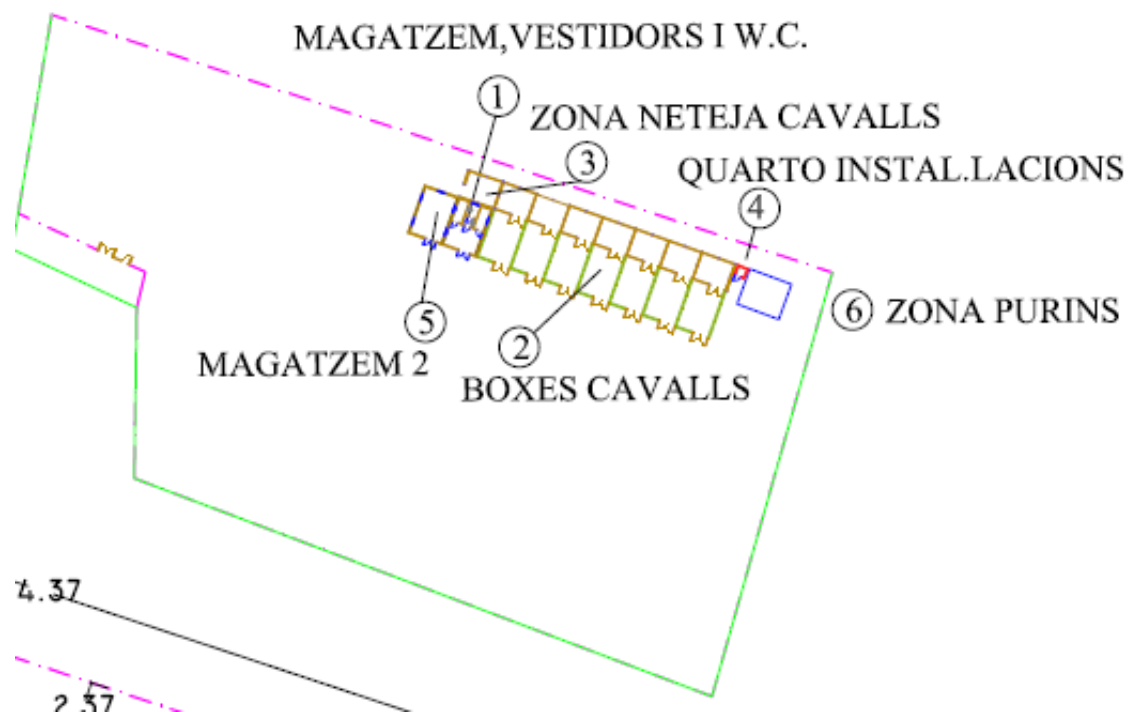 MAGATZEM,VESTIDORS I W.C.
1
ZONA NETEJA CAVALLS
3
QUARTO INSTAL.LACIONS
4
6 ZONA PURINS
5
MAGATZEM 2
2
BOXES CAVALLS
4.37
2.37